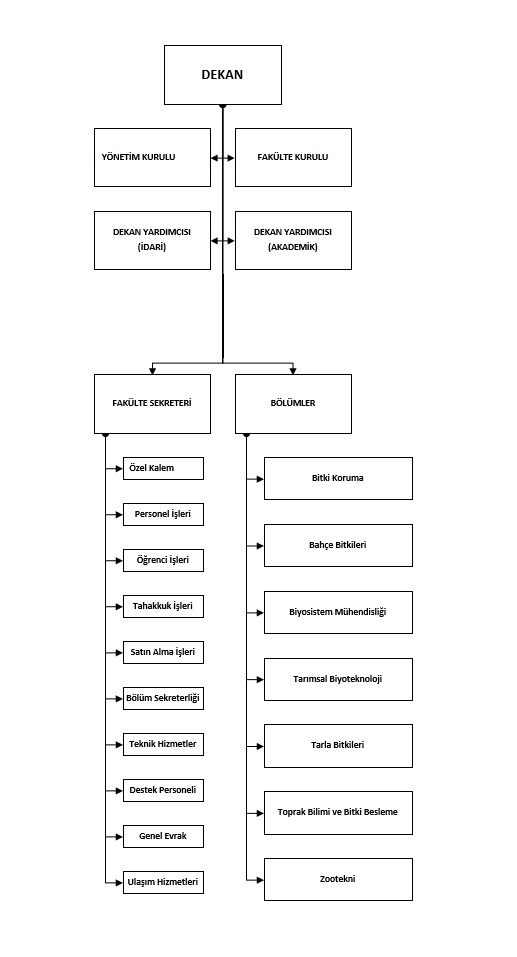 DEKAN
YÖNETİM KURULU
FAKÜLTE KURULU
DEKAN YARDIMCISI
(İDARİ)
DEKAN YARDIMCISI
(AKADEMİK)
FAKÜLTE SEKRETERİ
BÖLÜMLER
Özel Kalem
Personel İşleri
Öğrenci İşleri
Tahakkuk İşleri
Satın Alma İşleri
Bölüm Sekreterliği
Teknik Hizmetler
Destek Personeli
Genel Evrak
Ulaşım Hizmetleri
Bitki Koruma
Bahçe Bitkileri
Biyosistem Mühendisliği
Tarımsal Biyoteknoloji
Tarla Bitkileri
Toprak Bilimi ve Bitki Besleme
Zootekni